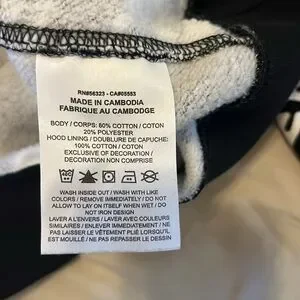 RN#56323 - CA#05553
MADE IN CAMBODIA
FABRIQUE AU CAMBODGE
BODY / CORPS: 80% COTTON / COTON
20% POLYESTER
HOOD LINING / DOUBLURE DE CAPUCHE:
100% COTTON / COTON
EXCLUSIVE OF DECORATION /
DECORATION NON COMPRISE
WASH INSIDE OUT / WASH WITH LIKE
COLORS / REMOVE IMMEDIATELY / DO NOT
ALLOW TO LAY ON ITSELF WHEN WET / DO
NOT IRON DESIGN
LAVER A L'ENVERS / LAVER AVEC COULEURS
SIMILAIRES / ENLEVER IMMEDIATEMENT / NE
PAS LE LAISSER REPOSER LORSQU'IL
EST MOUILLÉ / NE PAS REPASSER LE DESSIN